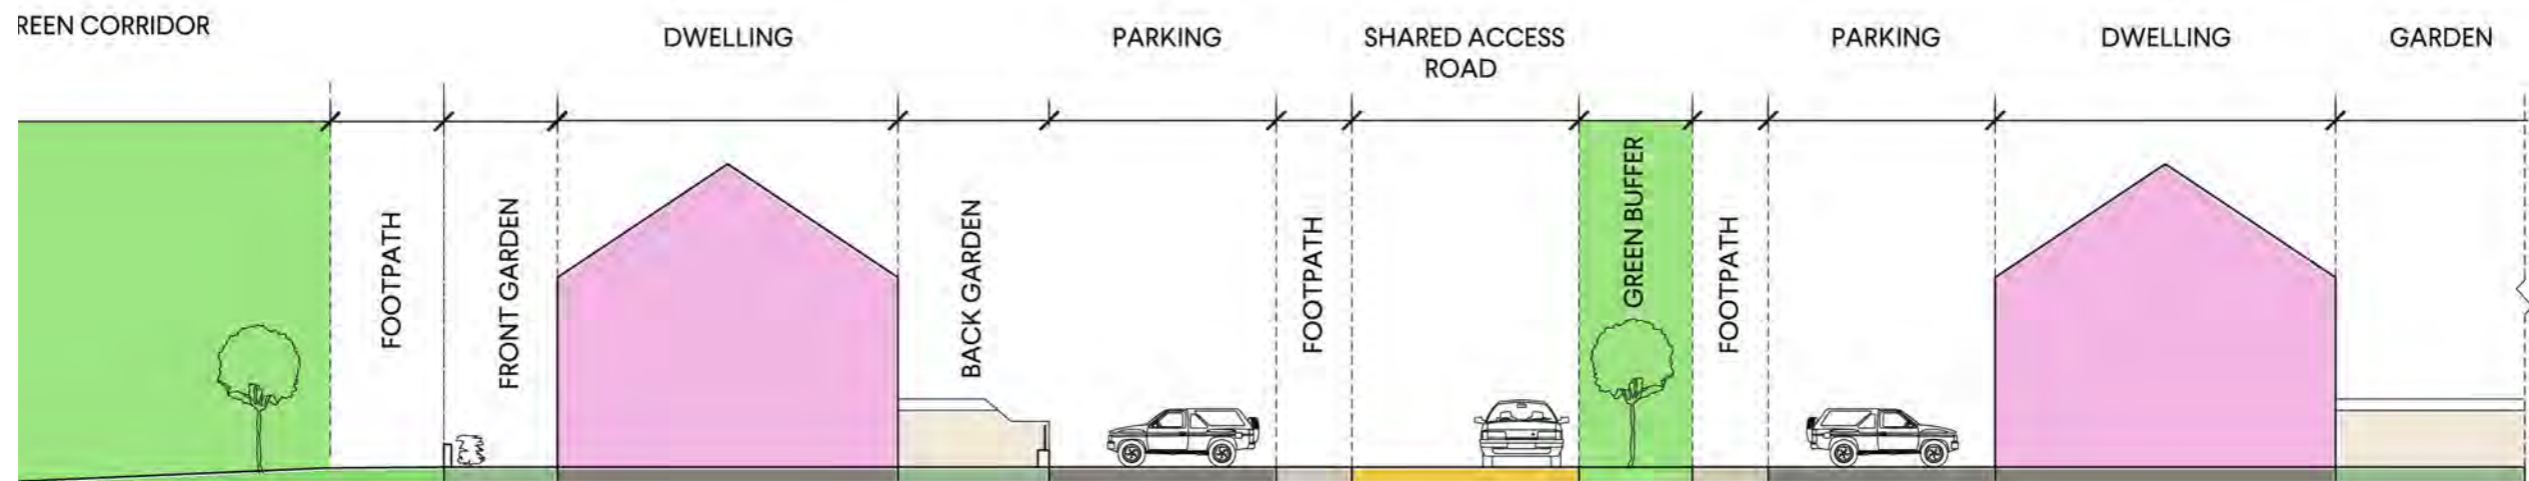 REEN CORRIDOR
FOOTPATH
FRONT GARDEN
DWELLING
BACK GARDEN
PARKING
FOOTPATH
SHARED ACCESS
ROAD
GREEN BUFFER
FOOTPATH
PARKING
DWELLING
GARDEN